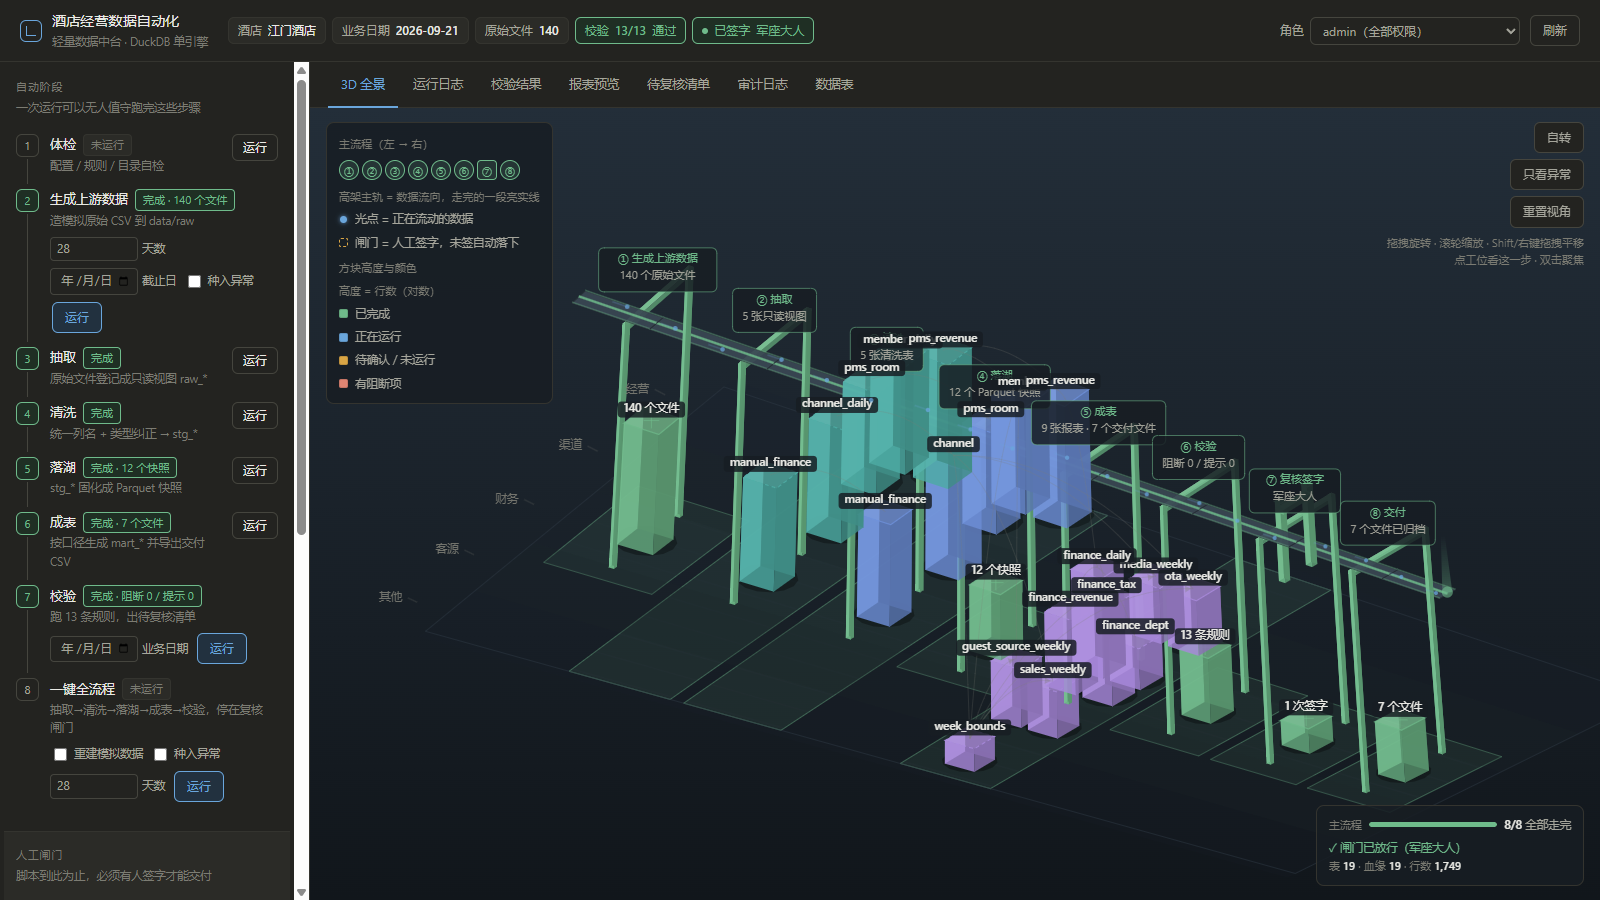 酒店经营数据自动化
轻量数据中台 · DuckDB 单引擎
酒店 江门酒店
业务日期 2026-09-21
原始文件 140
校验 13/13 通过
已签字 军座大人
角色
admin（全部权限）
刷新
自动阶段
一次运行可以无人值守跑完这些步骤
1
体检
未运行
运行
配置 / 规则 / 目录自检
2
生成上游数据
完成 · 140 个文件
造模拟原始 CSV 到 data/raw
28
天数
年 /月/日
截止日
种入异常
运行
3
抽取
完成
运行
原始文件登记成只读视图 raw_*
4
清洗
完成
运行
统一列名 + 类型纠正 → stg_*
5
落湖
完成 · 12 个快照
运行
stg_* 固化成 Parquet 快照
6
成表
完成 · 7 个文件
运行
按口径生成 mart_* 并导出交付
CSV
7
校验
完成 · 阻断 0 / 提示 0
跑 13 条规则，出待复核清单
年 /月/日
业务日期
运行
8
一键全流程
未运行
抽取→清洗→落湖→成表→校验，停在复核
闸门
重建模拟数据
种入异常
28
天数
运行
人工闸门
脚本到此为止，必须有人签字才能交付
3D 全景
运行日志
校验结果
报表预览
待复核清单
审计日志
数据表
主流程（左 → 右）
① ② ③ ④ ⑤ ⑥ ⑦ ⑧
高架主轨 = 数据流向，走完的一段亮实线
光点 = 正在流动的数据
闸门 = 人工签字，未签自动落下
方块高度与颜色
高度 = 行数（对数）
已完成
正在运行
待确认 / 未运行
有阻断项
自转
只看异常
重置视角
拖拽旋转 · 滚轮缩放 · Shift/右键拖拽平移
点工位看这一步 · 双击聚焦
① 生成上游数据
140 个原始文件
② 抽取
5 张只读视图
membe
pms_revenue
5 张清洗表
pms_room
④ 落湖
mem
pms_revenue
12 个 Parquet 快照
经营
140 个文件
channel_daily
pms_room
⑤ 成表
9 张报表 · 7 个交付文件
渠道
channel
⑥ 校验
阻断 0 / 提示 0
manual_finance
⑦ 复核签字
军座大人
财务
manual_finance
⑧ 交付
7 个文件已归档
客源
finance_daily
media_weekly
12 个快照
ota_weekly
finance_tax
其他
finance_revenue
finance_dept
13 条规则
guest_source_weekly
sales_weekly
1 次签字
7 个文件
week_bounds
主流程
8/8 全部走完
✓ 闸门已放行（军座大人）
表 19 · 血缘 19 · 行数 1,749